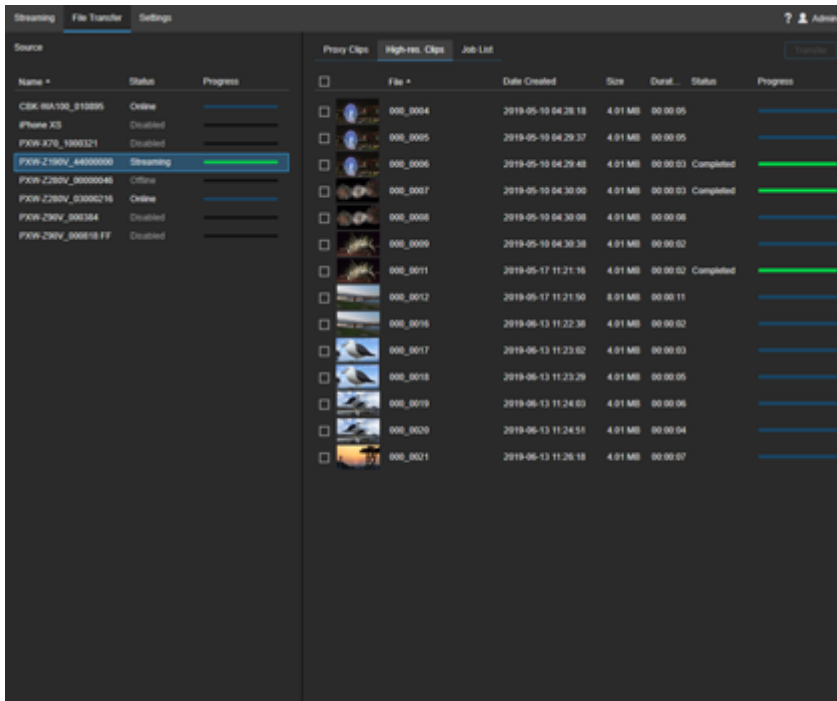 Streaming File Transfer Settings ? Admin
Source
Proxy Clips High-res. Clips Job List Transfer
Name Status Progress
File Date Created Size Durat... Status Progress
CBK-WA100_010895 Online
iPhone XS Disabled
PXW-X70_1000321 Disabled
PXW-Z190V_44000000 Streaming
PXW-Z280V_00000046 Offline
PXW-Z280V_03000216 Online
PXW-Z90V_000384 Disabled
PXW-Z90V_000818 FF Disabled
000_0004 2019-05-10 04:28:18 4.01 MB 00:00:05
000_0005 2019-05-10 04:29:37 4.01 MB 00:00:05
000_0006 2019-05-10 04:29:48 4.01 MB 00:00:03 Completed
000_0007 2019-05-10 04:30:00 4.01 MB 00:00:03 Completed
000_0008 2019-05-10 04:30:08 4.01 MB 00:00:08
000_0009 2019-05-10 04:30:38 4.01 MB 00:00:02
000_0011 2019-05-17 11:21:16 4.01 MB 00:00:02 Completed
000_0012 2019-05-17 11:21:50 8.01 MB 00:00:11
000_0016 2019-06-13 11:22:38 4.01 MB 00:00:02
000_0017 2019-06-13 11:23:02 4.01 MB 00:00:03
000_0018 2019-06-13 11:23:29 4.01 MB 00:00:05
000_0019 2019-06-13 11:24:03 4.01 MB 00:00:06
000_0020 2019-06-13 11:24:51 4.01 MB 00:00:04
000_0021 2019-06-13 11:26:18 4.01 MB 00:00:07